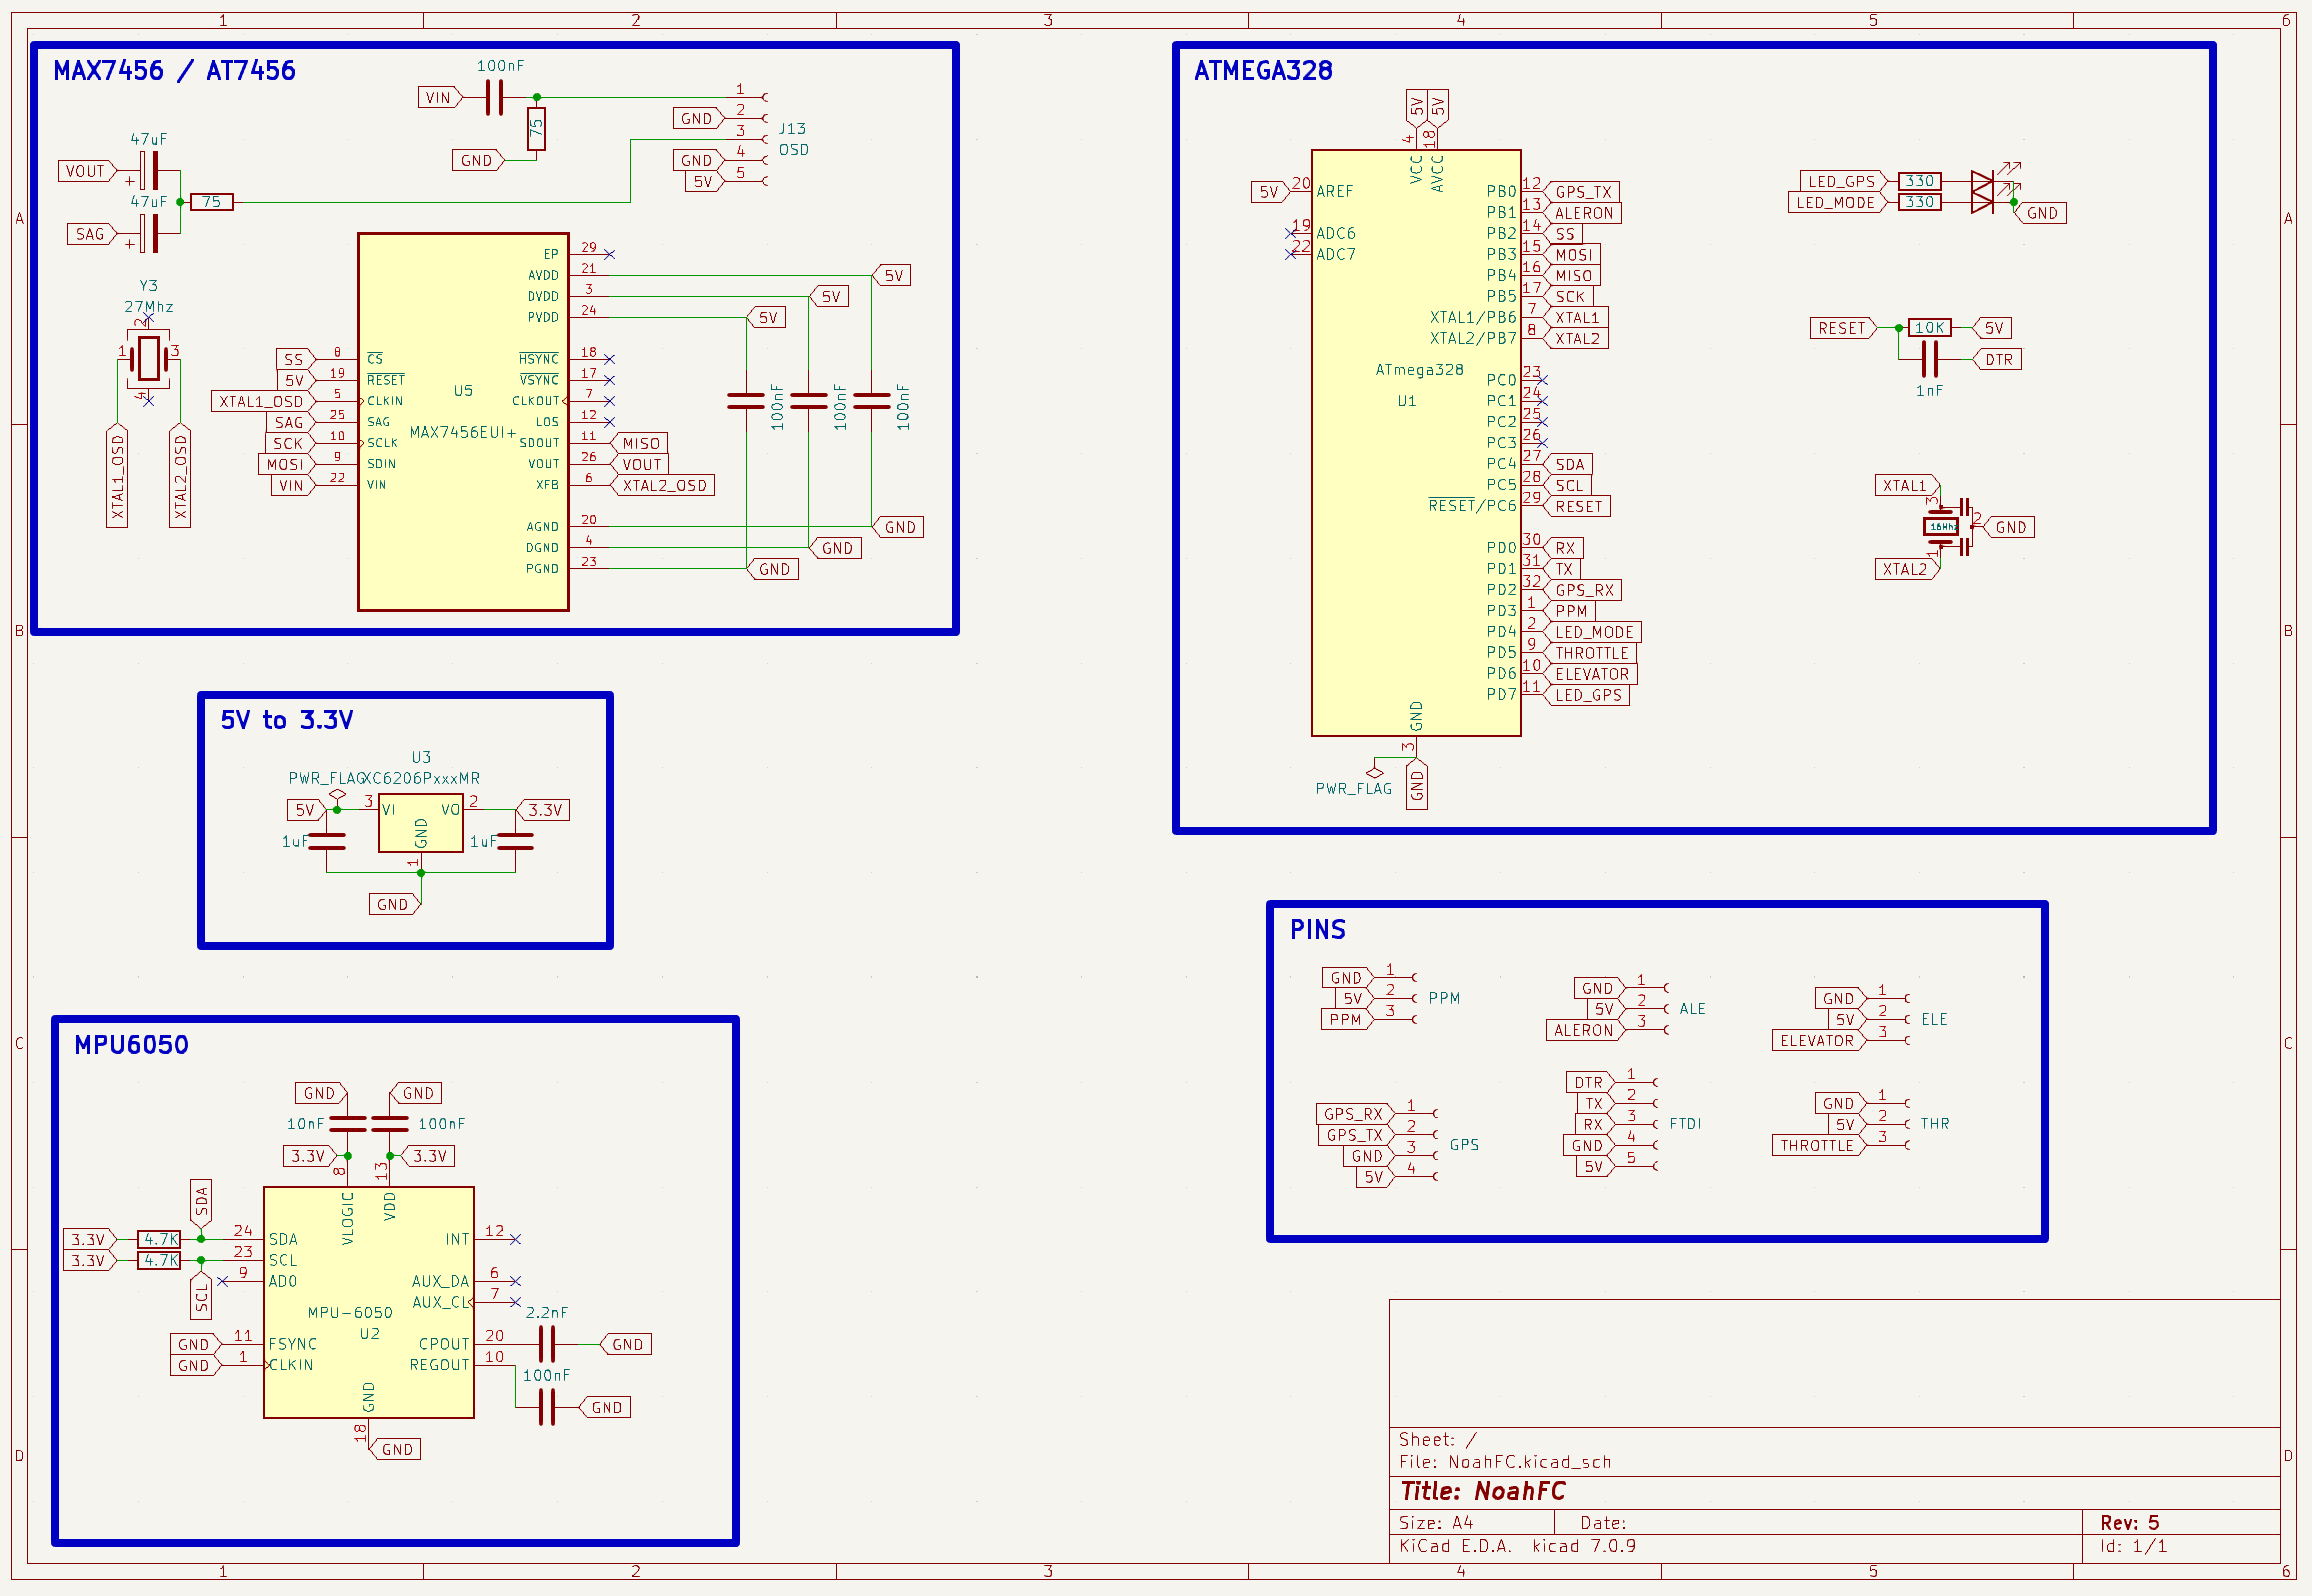 1 2 3 4 5 6
A B C D
MAX7456 / AT7456
100nF
VIN
75
GND
1
GND 2
3
GND 4
5V 5
J13
OSD
47uF
VOUT
+
47uF
SAG
+
75
Y3
27Mhz
2
1 3
4
XTAL1_OSD
XTAL2_OSD
SS 8 CS
5V 19 RESET
XTAL1_OSD 5 CLKIN
SAG 25 SAG
SCK 10 SCLK
MOSI 9 SDIN
VIN 22 VIN
U5
MAX7456EUI+
EP 29
AVDD 21 5V
DVDD 3 5V
PVDD 24 5V
HSYNC 18
VSYNC 17
CLKOUT 7
LOS 12
SDOUT 11 MISO
VOUT 26 VOUT
XFB 6 XTAL2_OSD
AGND 20 GND
DGND 4 GND
PGND 23 GND
100nF
100nF
100nF
ATMEGA328
5V 5V
4 18
VCC AVCC
5V 20 AREF
19 ADC6
22 ADC7
ATmega328
U1
PB0 12 GPS_TX
PB1 13 ALERON
PB2 14 SS
PB3 15 MOSI
PB4 16 MISO
PB5 17 SCK
XTAL1/PB6 7 XTAL1
XTAL2/PB7 8 XTAL2
PC0 23
PC1 24
PC2 25
PC3 26
PC4 27 SDA
PC5 28 SCL
RESET/PC6 29 RESET
PD0 30 RX
PD1 31 TX
PD2 32 GPS_RX
PD3 1 PPM
PD4 2 LED_MODE
PD5 9 THROTTLE
PD6 10 ELEVATOR
PD7 11 LED_GPS
GND
3
GND
PWR_FLAG
LED_GPS 330
LED_MODE 330
GND
RESET 10K 5V
DTR
1nF
XTAL1
3
16Mhz
2 GND
1
XTAL2
5V to 3.3V
U3
PWR_FLAG XC6206PxxxMR
5V 3 VI VO 2 3.3V
GND
1uF 1uF
1
GND
MPU6050
GND GND
10nF 100nF
3.3V 3.3V
8 13
VLOGIC VDD
SDA
3.3V 4.7K 24 SDA
3.3V 4.7K 23 SCL
SCL
9 AD0
MPU-6050
U2
GND 11 FSYNC
GND 1 CLKIN
INT 12
AUX_DA 6
AUX_CL 7
2.2nF
CPOUT 20 GND
REGOUT 10
100nF
GND
GND
18
GND
PINS
GND 1
5V 2
PPM 3
PPM
GND 1
5V 2
ALERON 3
ALE
GND 1
5V 2
ELEVATOR 3
ELE
GPS_RX 1
GPS_TX 2
GND 3
5V 4
GPS
DTR 1
TX 2
RX 3
GND 4
5V 5
FTDI
GND 1
5V 2
THROTTLE 3
THR
Sheet: /
File: NoahFC.kicad_sch
Title: NoahFC
Size: A4 Date: Rev: 5
KiCad E.D.A. kicad 7.0.9 Id: 1/1
A B C D
1 2 3 4 5 6